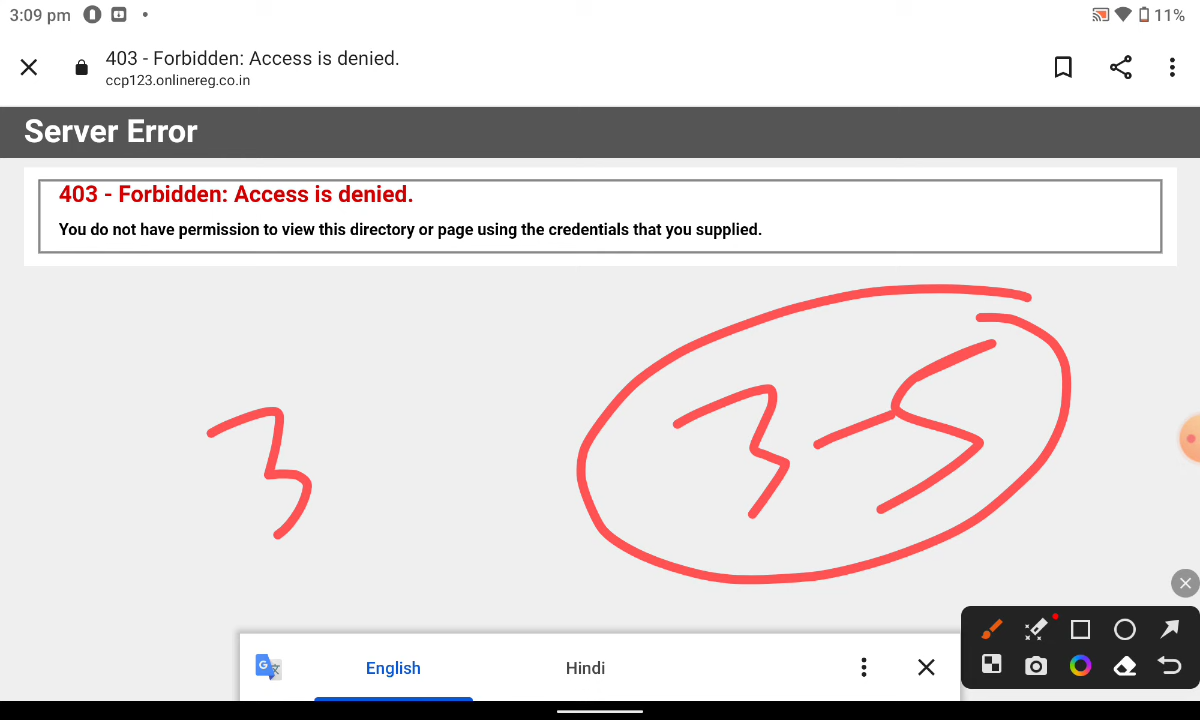 3:09 pm 11%
403 - Forbidden: Access is denied.
ccp123.onlinereg.co.in
Server Error
403 - Forbidden: Access is denied.
You do not have permission to view this directory or page using the credentials that you supplied.
3 3-5
English Hindi